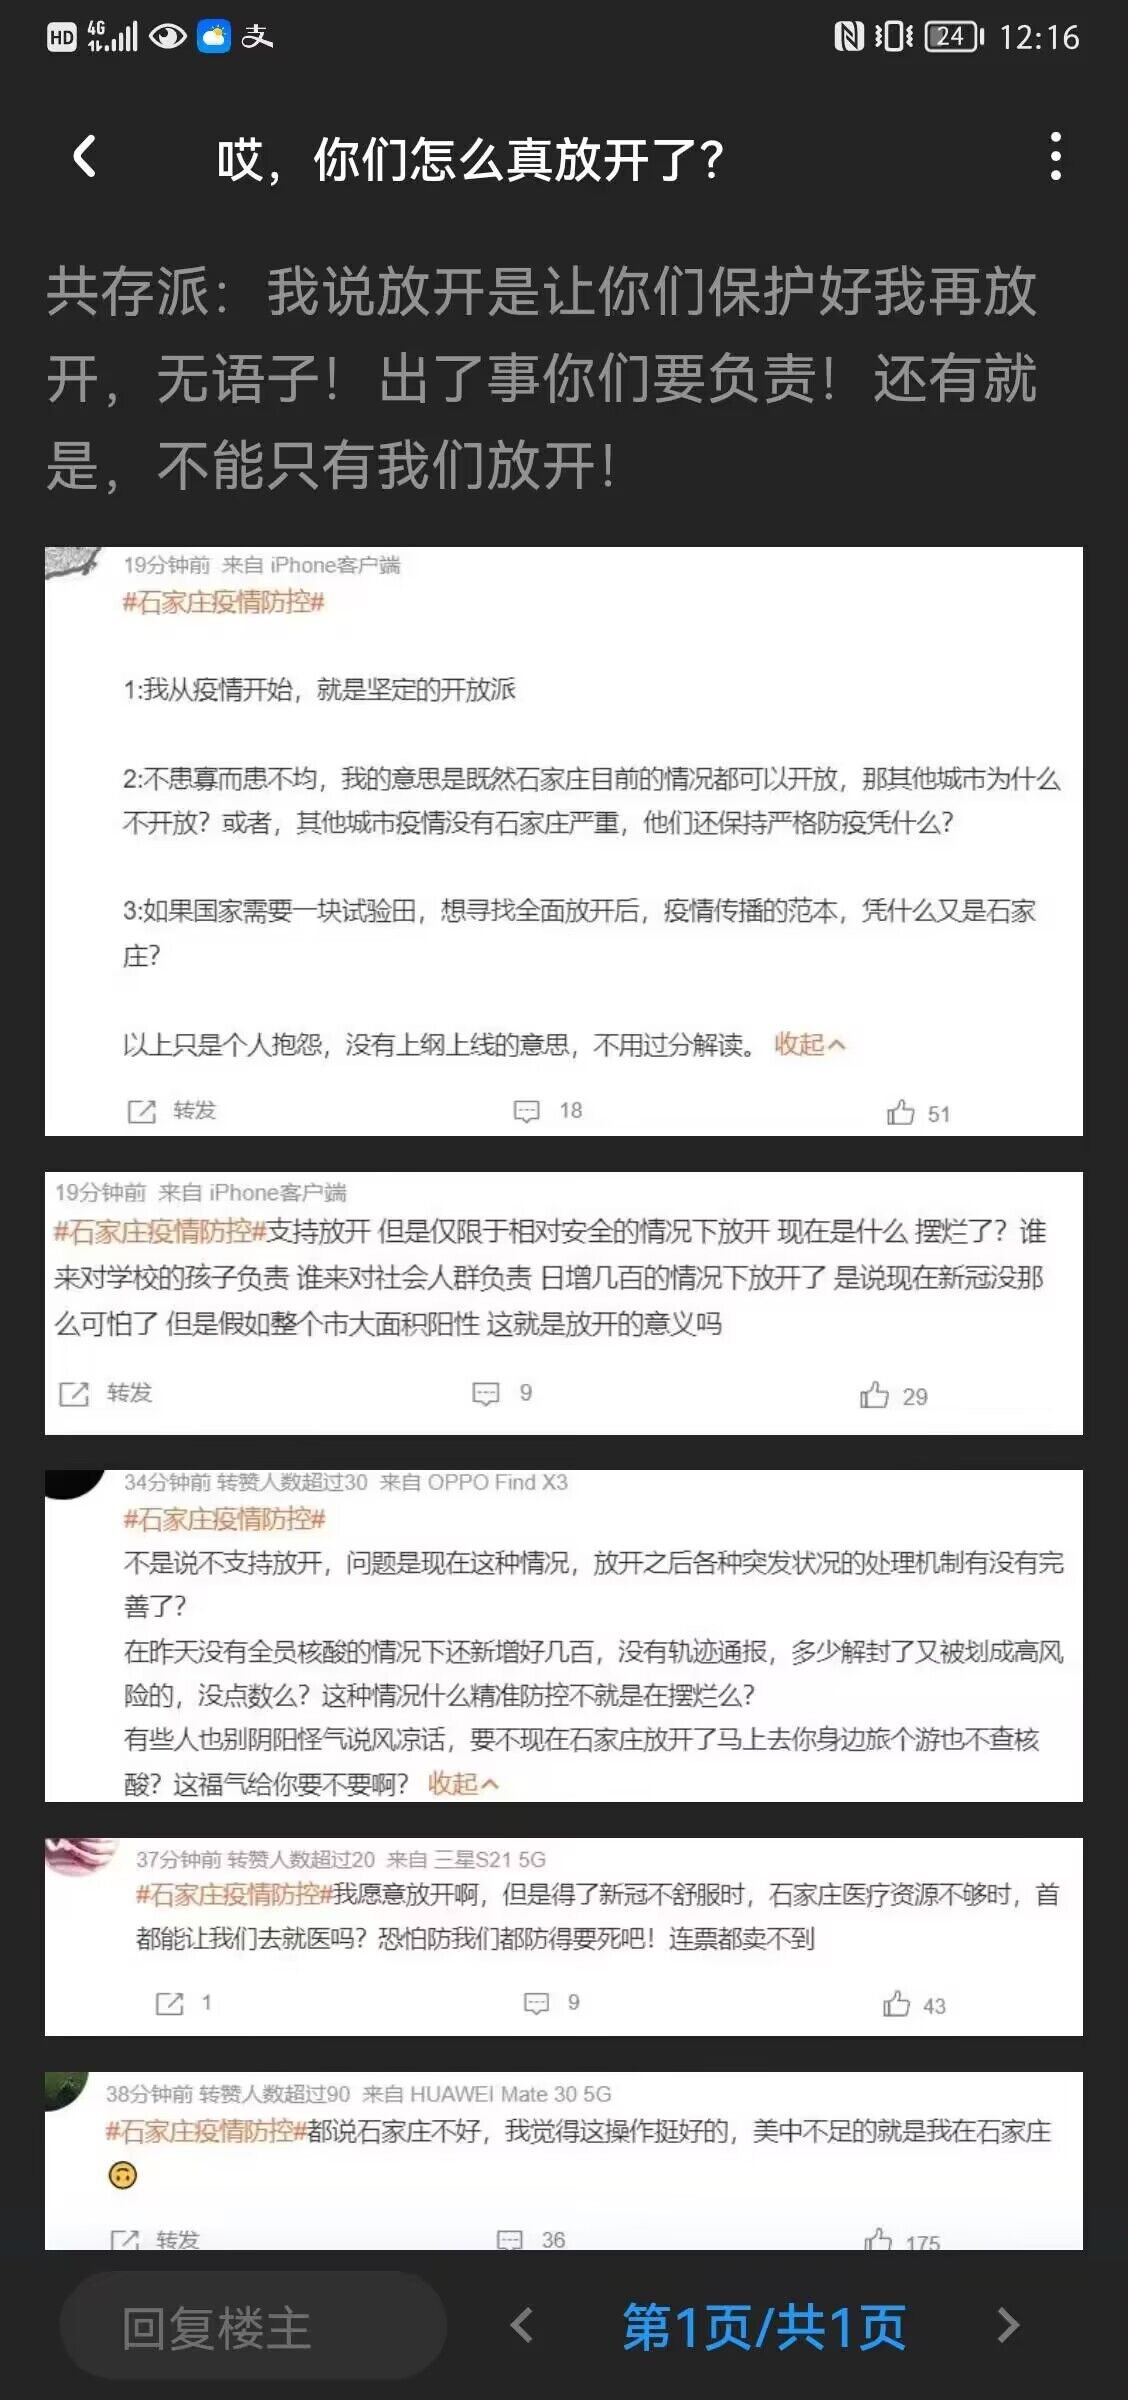 HD 4G 支 24 12:16
哎，你们怎么真放开了？
共存派：我说放开是让你们保护好我再放
开，无语子！出了事你们要负责！还有就
是，不能只有我们放开！
19分钟前 来自 iPhone客户端
#石家庄疫情防控#
1:我从疫情开始，就是坚定的开放派
2:不患寡而患不均，我的意思是既然石家庄目前的情况都可以开放，那其他城市为什么
不开放？或者，其他城市疫情没有石家庄严重，他们还保持严格防疫凭什么？
3:如果国家需要一块试验田，想寻找全面放开后，疫情传播的范本，凭什么又是石家
庄？
以上只是个人抱怨，没有上纲上线的意思，不用过分解读。 收起
转发 18 51
19分钟前 来自 iPhone客户端
#石家庄疫情防控#支持放开 但是仅限于相对安全的情况下放开 现在是什么 摆烂了？谁
来对学校的孩子负责 谁来对社会人群负责 日增几百的情况下放开了 是说现在新冠没那
么可怕了 但是假如整个市大面积阳性 这就是放开的意义吗
转发 9 29
34分钟前 转赞人数超过30 来自 OPPO Find X3
#石家庄疫情防控#
不是说不支持放开，问题是现在这种情况，放开之后各种突发状况的处理机制有没有完
善了？
在昨天没有全员核酸的情况下还新增好几百，没有轨迹通报，多少解封了又被划成高风
险的，没点数么？这种情况什么精准防控不就是在摆烂么？
有些人也别阴阳怪气说风凉话，要不现在石家庄放开了马上去你身边旅个游也不查核
酸？这福气给你要不要啊？ 收起
37分钟前 转赞人数超过20 来自 三星S21 5G
#石家庄疫情防控#我愿意放开啊，但是得了新冠不舒服时，石家庄医疗资源不够时，首
都能让我们去就医吗？恐怕防我们都防得要死吧！连票都卖不到
1 9 43
38分钟前 转赞人数超过90 来自 HUAWEI Mate 30 5G
#石家庄疫情防控#都说石家庄不好，我觉得这操作挺好的，美中不足的就是我在石家庄
转发 36 175
回复楼主 第1页/共1页